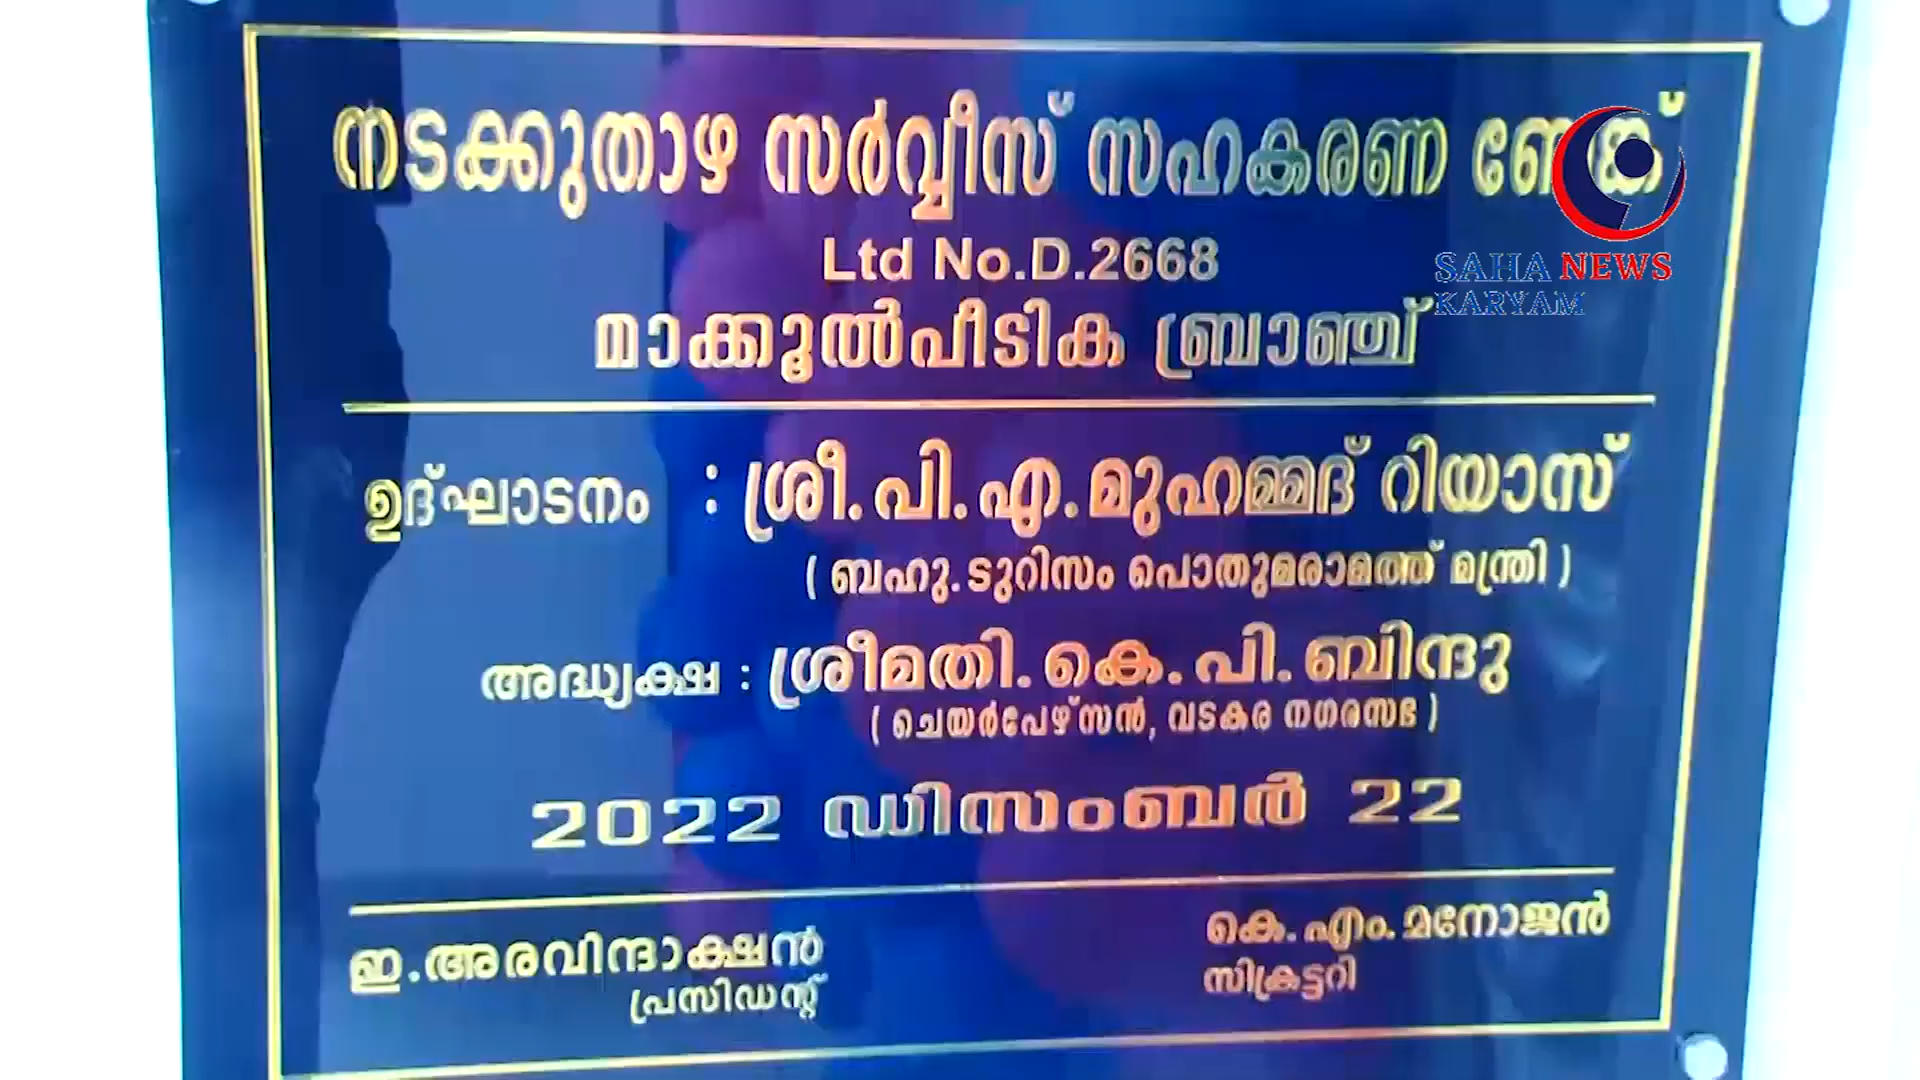 നടക്കുതാഴ സർവ്വീസ് സഹകരണ ബേങ്ക്
Ltd No.D.2668
മാക്കൂൽപീടിക ബ്രാഞ്ച്
ഉദ്ഘാടനം : ശ്രീ.പി.എ.മുഹമ്മദ് റിയാസ്
( ബഹു.ടുറിസം പൊതുമരാമത്ത് മന്ത്രി )
അദ്ധ്യക്ഷ : ശ്രീമതി.കെ.പി.ബിന്ദു
( ചെയർപേഴ്സൻ, വടകര നഗരസഭ )
2022 ഡിസംബർ 22
ഇ.അരവിന്ദാക്ഷൻ
പ്രസിഡന്റ്
കെ.എം.മനോജൻ
സിക്രട്ടറി
SAHA NEWS
KARYAM